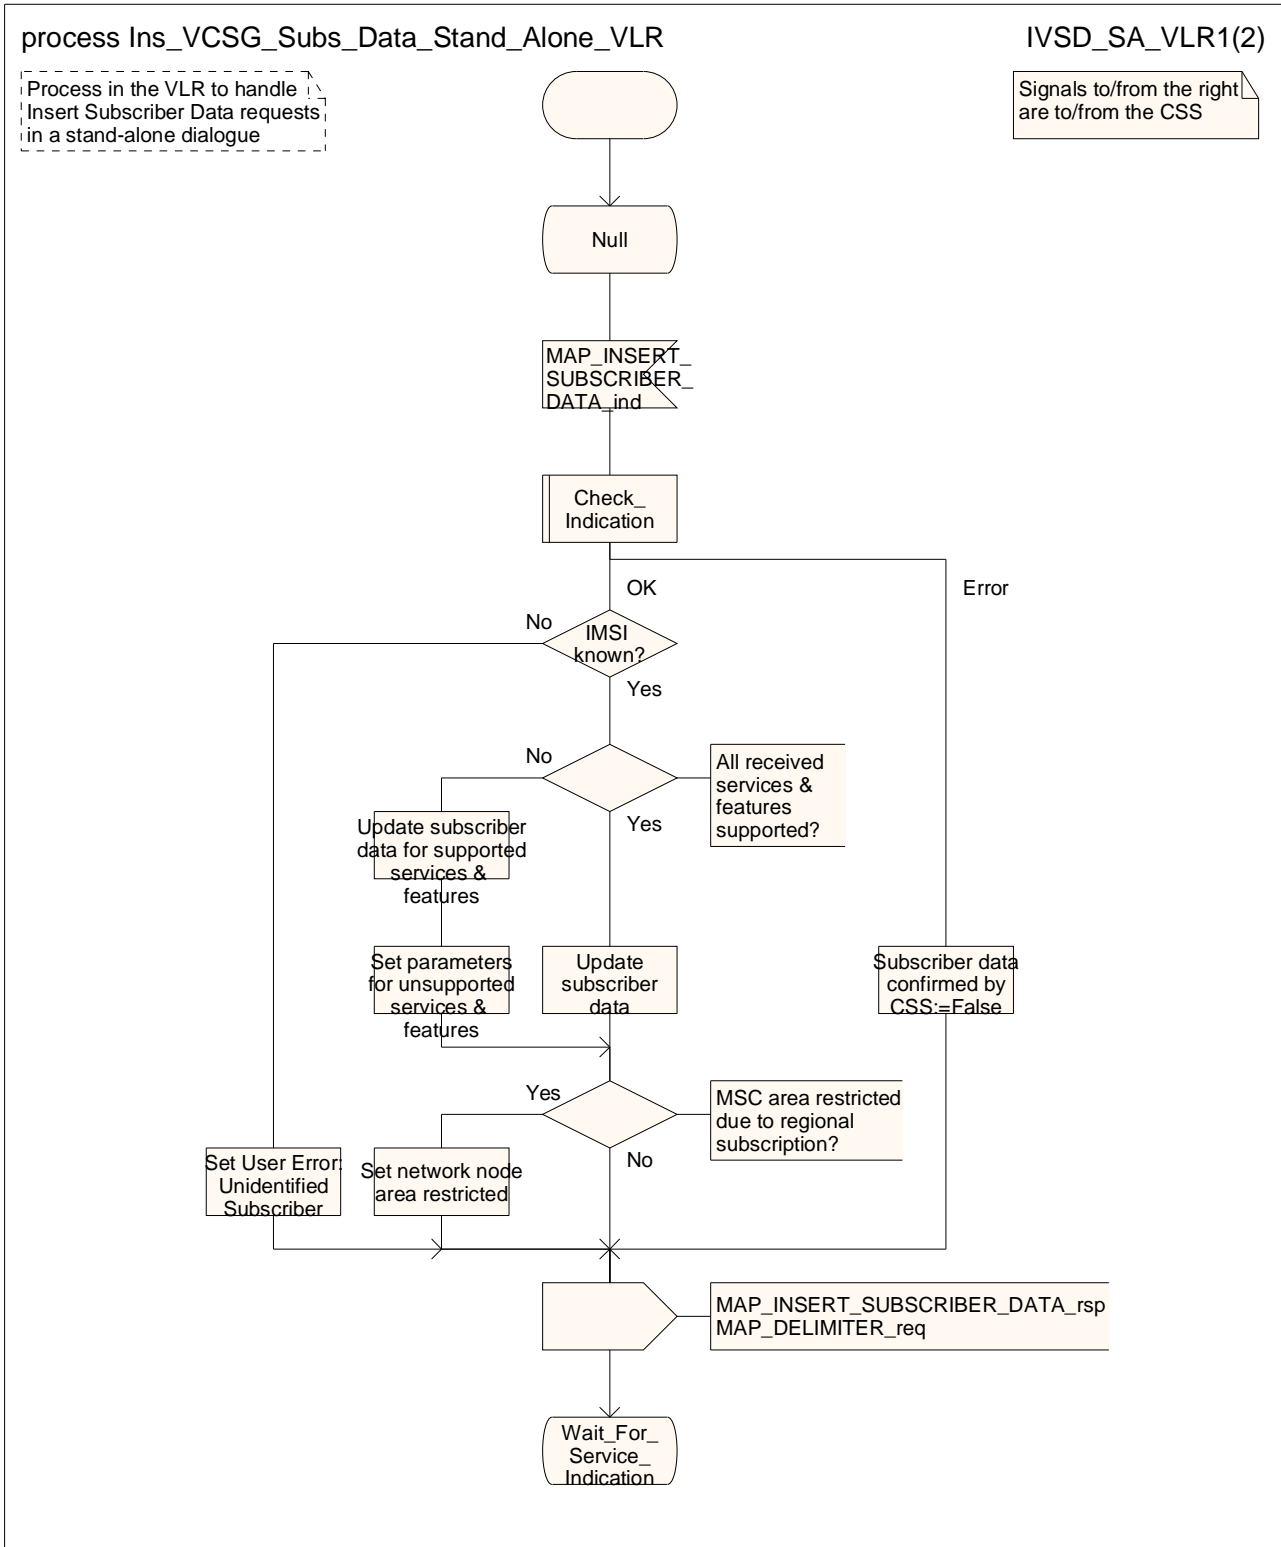 process Ins_VCSG_Subs_Data_Stand_Alone_VLR
IVSD_SA_VLR1(2)
Process in the VLR to handle
Insert Subscriber Data requests
in a stand-alone dialogue
Signals to/from the right
are to/from the CSS
Null
MAP_INSERT_
SUBSCRIBER_
DATA_ind
Check_
Indication
OK
Error
No
IMSI
known?
Yes
No
All received
services &
features
supported?
Yes
Update subscriber
data for supported
services &
features
Set parameters
for unsupported
services &
features
Update
subscriber
data
Subscriber data
confirmed by
CSS:=False
Yes
MSC area restricted
due to regional
subscription?
No
Set User Error:
Unidentified
Subscriber
Set network node
area restricted
MAP_INSERT_SUBSCRIBER_DATA_rsp
MAP_DELIMITER_req
Wait_For_
Service_
Indication